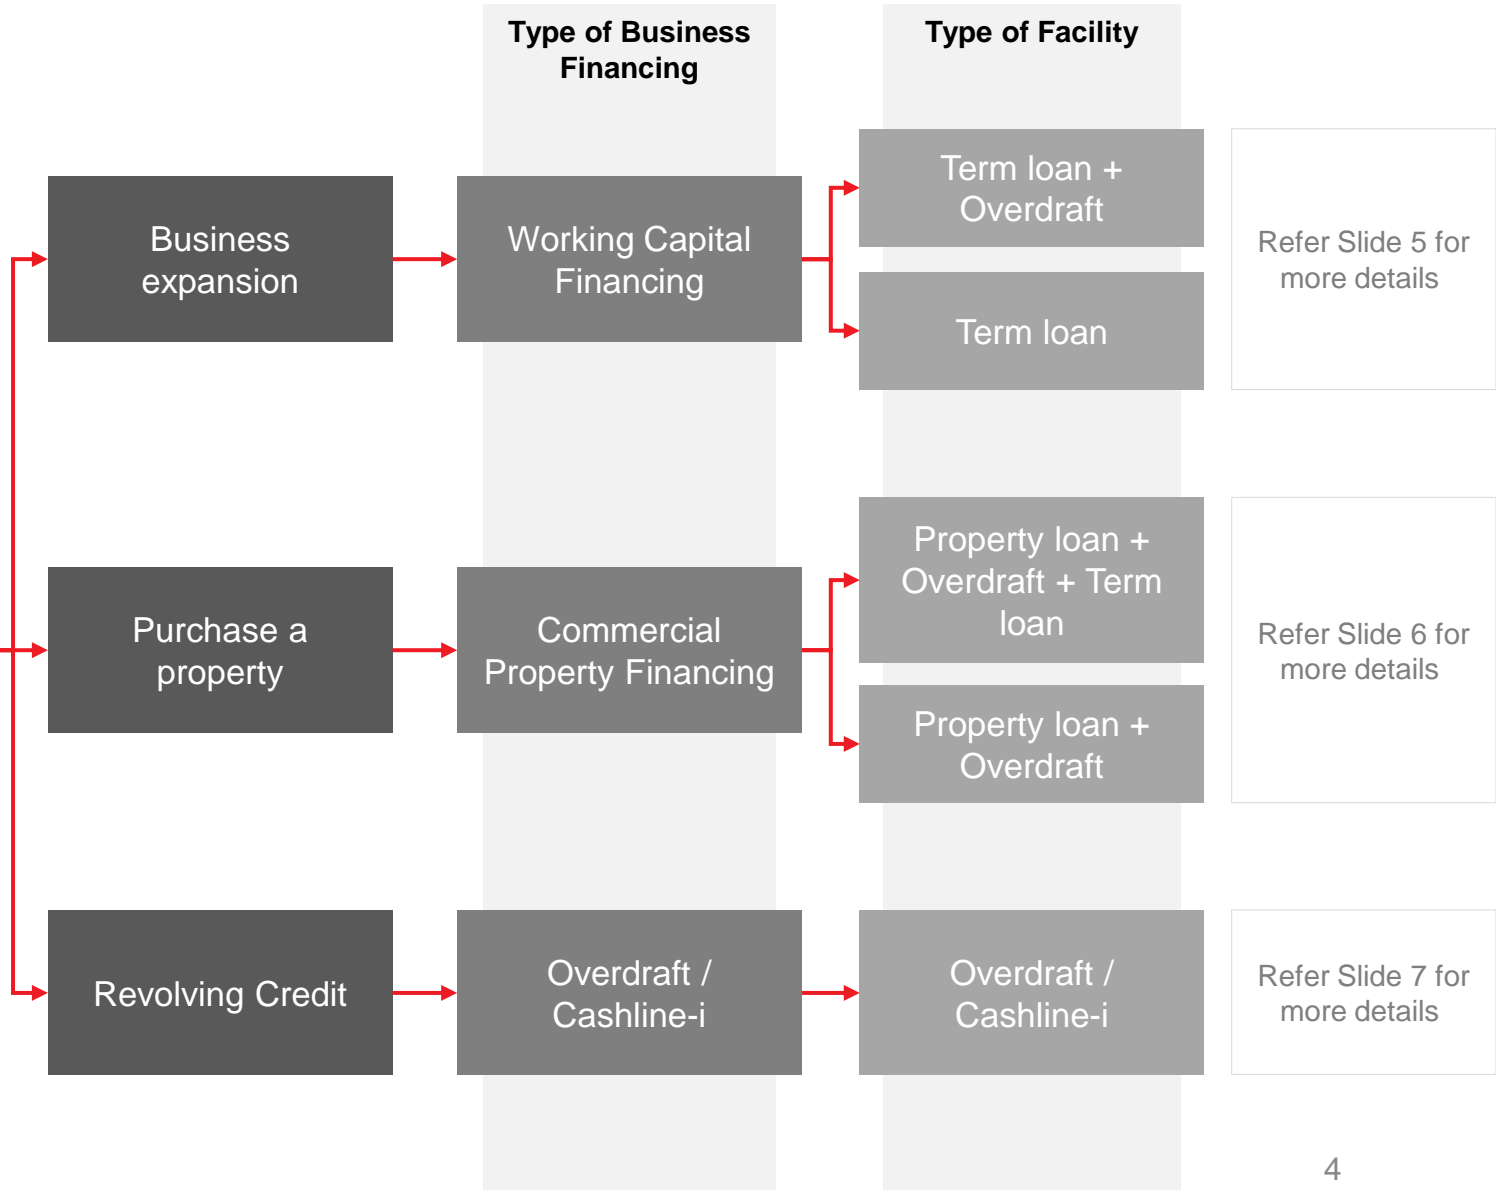 Type of Business
Financing
Type of Facility
Business
expansion
Working Capital
Financing
Term loan +
Overdraft
Term loan
Refer Slide 5 for
more details
Purchase a
property
Commercial
Property Financing
Property loan +
Overdraft + Term
loan
Property loan +
Overdraft
Refer Slide 6 for
more details
Revolving Credit
Overdraft /
Cashline-i
Overdraft /
Cashline-i
Refer Slide 7 for
more details
4